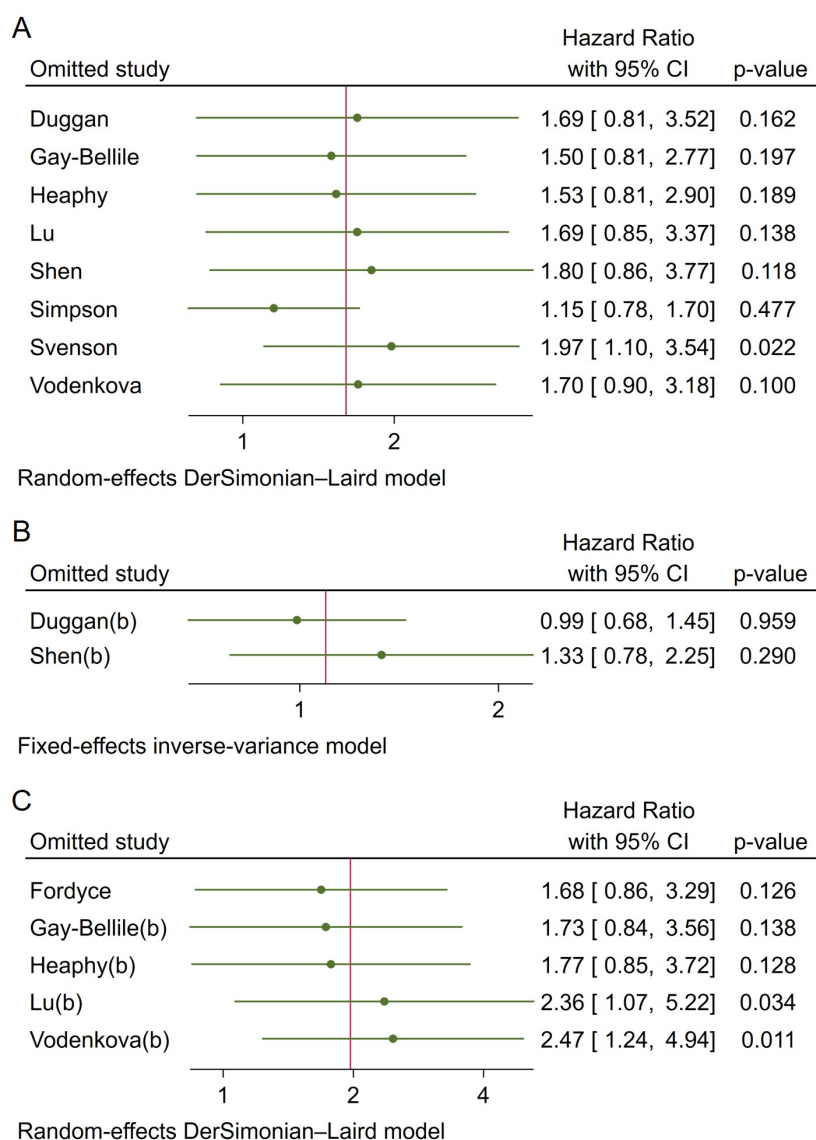 A
Hazard Ratio
Omitted study with 95% CI p-value
Duggan 1.69 [ 0.81, 3.52] 0.162
Gay-Bellile 1.50 [ 0.81, 2.77] 0.197
Heaphy 1.53 [ 0.81, 2.90] 0.189
Lu 1.69 [ 0.85, 3.37] 0.138
Shen 1.80 [ 0.86, 3.77] 0.118
Simpson 1.15 [ 0.78, 1.70] 0.477
Svenson 1.97 [ 1.10, 3.54] 0.022
Vodenkova 1.70 [ 0.90, 3.18] 0.100
1 2
Random-effects DerSimonian–Laird model
B
Hazard Ratio
Omitted study with 95% CI p-value
Duggan(b) 0.99 [ 0.68, 1.45] 0.959
Shen(b) 1.33 [ 0.78, 2.25] 0.290
1 2
Fixed-effects inverse-variance model
C
Hazard Ratio
Omitted study with 95% CI p-value
Fordyce 1.68 [ 0.86, 3.29] 0.126
Gay-Bellile(b) 1.73 [ 0.84, 3.56] 0.138
Heaphy(b) 1.77 [ 0.85, 3.72] 0.128
Lu(b) 2.36 [ 1.07, 5.22] 0.034
Vodenkova(b) 2.47 [ 1.24, 4.94] 0.011
1 2 4
Random-effects DerSimonian–Laird model